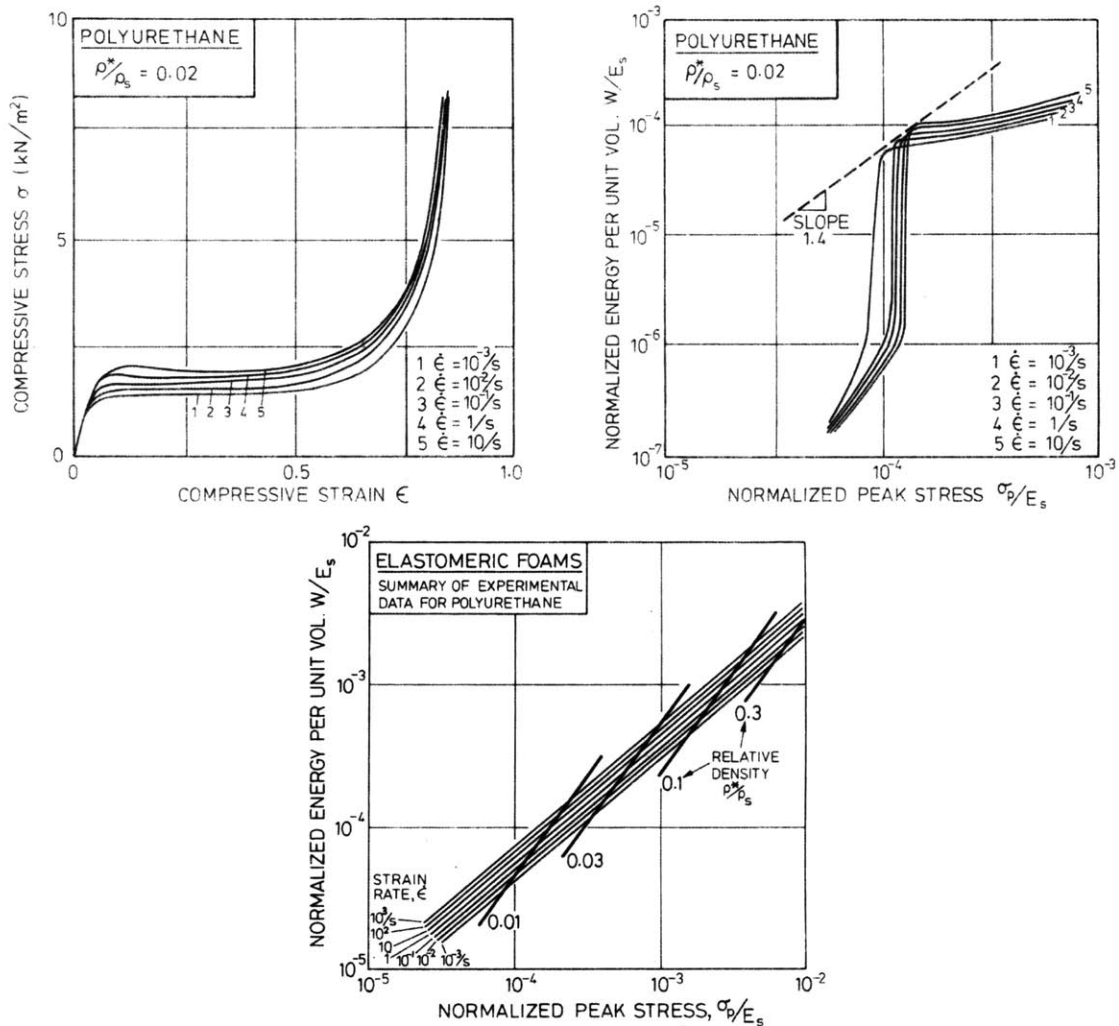 COMPRESSIVE STRESS σ (kN/m²)
10
5
0
POLYURETHANE
ρ*/ρs = 0.02
1 ε̇ = 10⁻³/s
2 ε̇ = 10⁻²/s
3 ε̇ = 10⁻¹/s
4 ε̇ = 1/s
5 ε̇ = 10/s
1 2 3 4 5
0 0.5 1.0
COMPRESSIVE STRAIN ϵ
NORMALIZED ENERGY PER UNIT VOL. W/Es
10⁻³
10⁻⁴
10⁻⁵
10⁻⁶
10⁻⁷
POLYURETHANE
ρ*/ρs = 0.02
1 2 3 4 5
SLOPE
1.4
1 ε̇ = 10⁻³/s
2 ε̇ = 10⁻²/s
3 ε̇ = 10⁻¹/s
4 ε̇ = 1/s
5 ε̇ = 10/s
10⁻⁵ 10⁻⁴ 10⁻³
NORMALIZED PEAK STRESS σp/Es
NORMALIZED ENERGY PER UNIT VOL. W/Es
10⁻²
10⁻³
10⁻⁴
10⁻⁵
ELASTOMERIC FOAMS
SUMMARY OF EXPERIMENTAL
DATA FOR POLYURETHANE
0.3
RELATIVE
DENSITY
ρ*/ρs
0.1
0.03
0.01
STRAIN
RATE, ε̇
10³/s
10²
10
1 10⁻¹ 10⁻² 10⁻³/s
10⁻⁵ 10⁻⁴ 10⁻³ 10⁻²
NORMALIZED PEAK STRESS, σp/Es